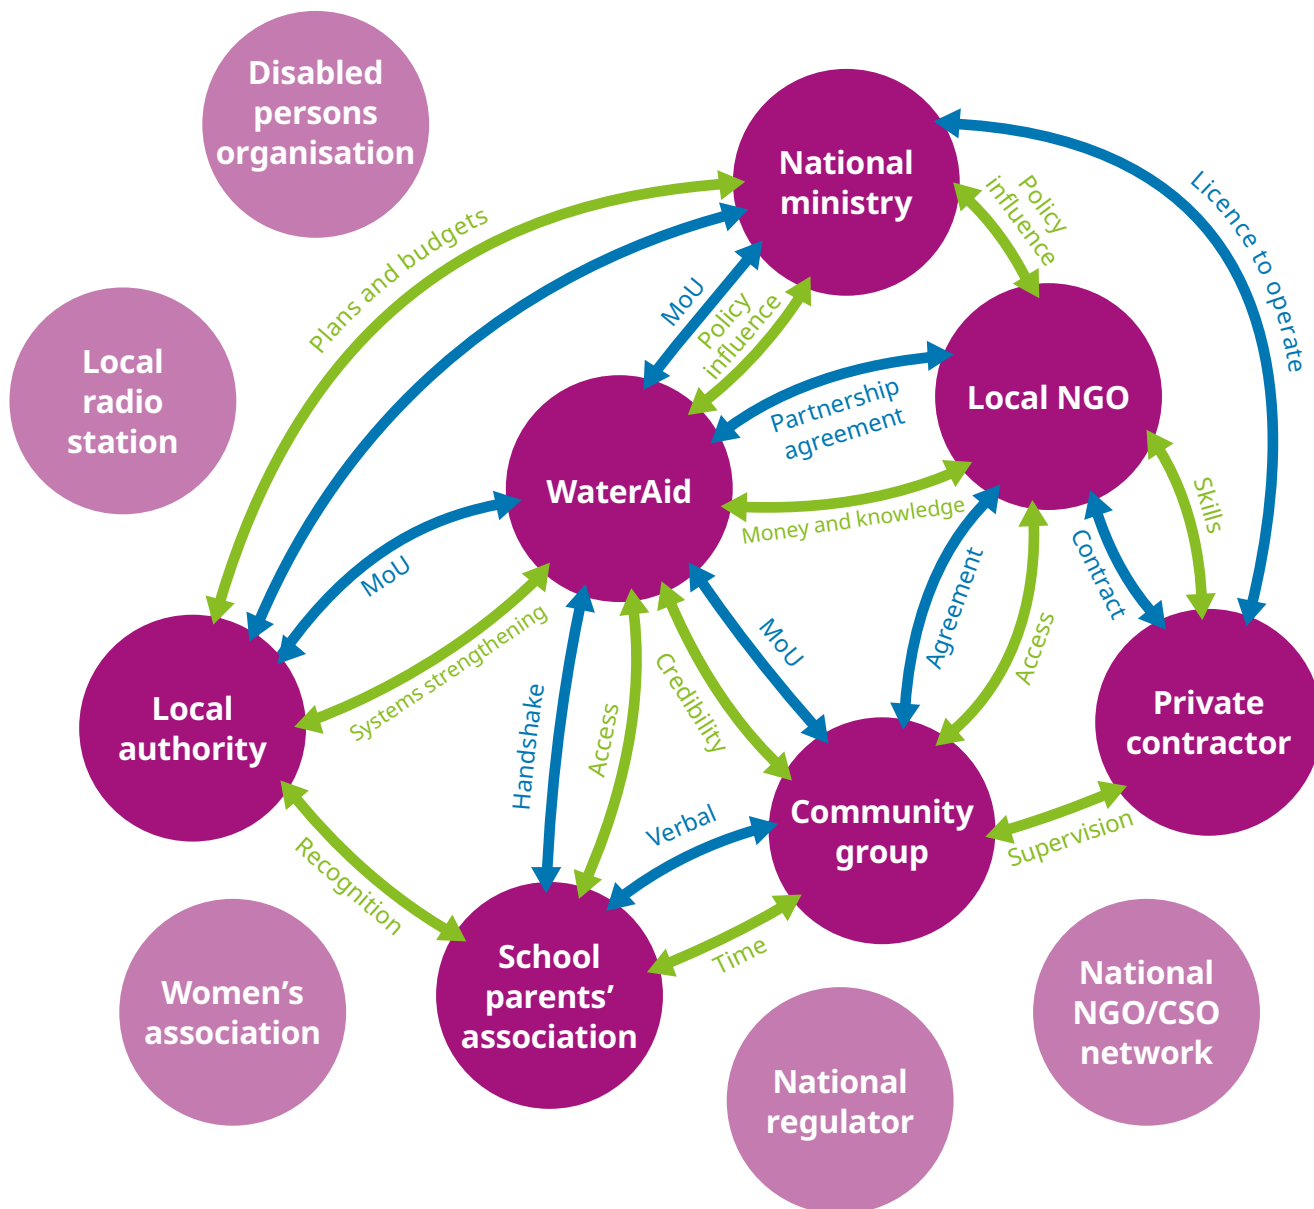 Disabled
persons
organisation
National
ministry
Policy
influence
Licence to operate
Plans and budgets
MoU
Policy
influence
Local
radio
station
Local NGO
Partnership
agreement
WaterAid
Money and knowledge
Skills
MoU
Contract
Agreement
Access
MoU
Systems strengthening
Handshake
Access
Credibility
Local
authority
Private
contractor
Community
group
Verbal
Supervision
Recognition
Time
School
parents’
association
Women’s
association
National
regulator
National
NGO/CSO
network